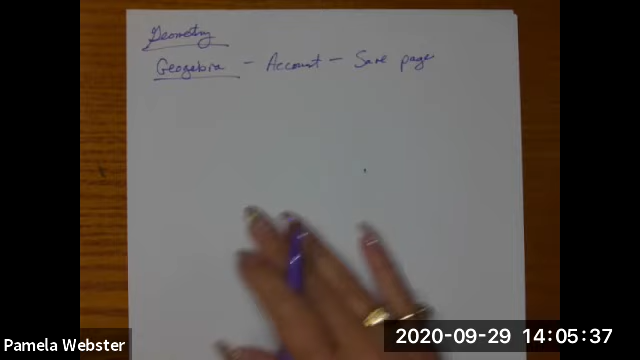 Geometry
Geogebra - Account - Save page
Pamela Webster
2020-09-29 14:05:37